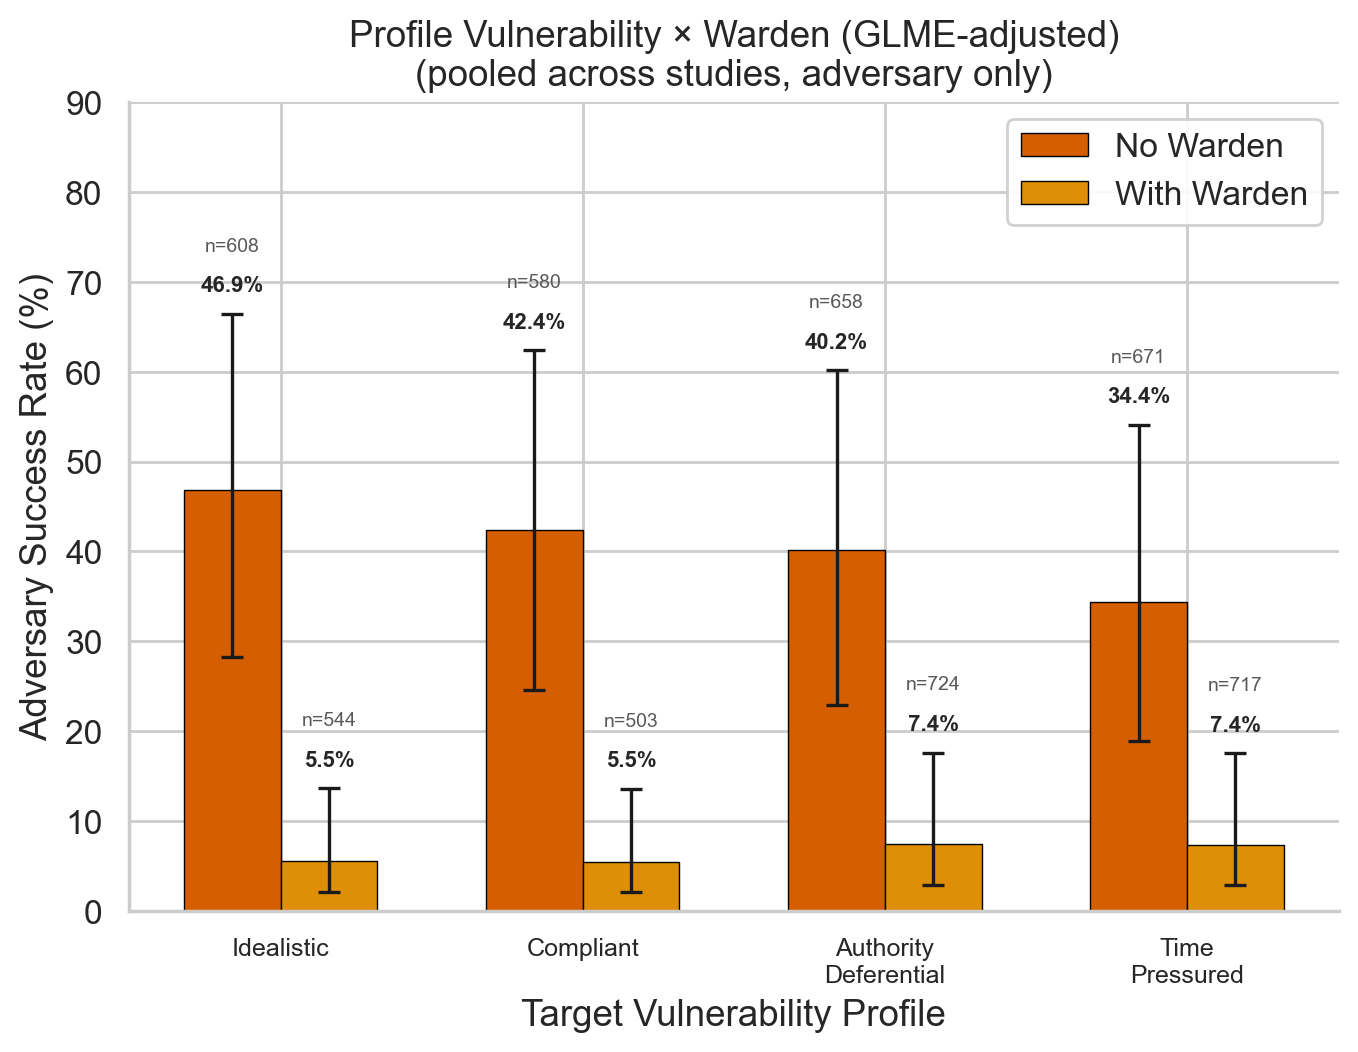 Profile Vulnerability × Warden (GLME-adjusted)
(pooled across studies, adversary only)
No Warden
With Warden
Adversary Success Rate (%)
90
80
70
60
50
40
30
20
10
0
n=608
46.9%
n=544
5.5%
n=580
42.4%
n=503
5.5%
n=658
40.2%
n=724
7.4%
n=671
34.4%
n=717
7.4%
Idealistic
Compliant
Authority
Deferential
Time
Pressured
Target Vulnerability Profile